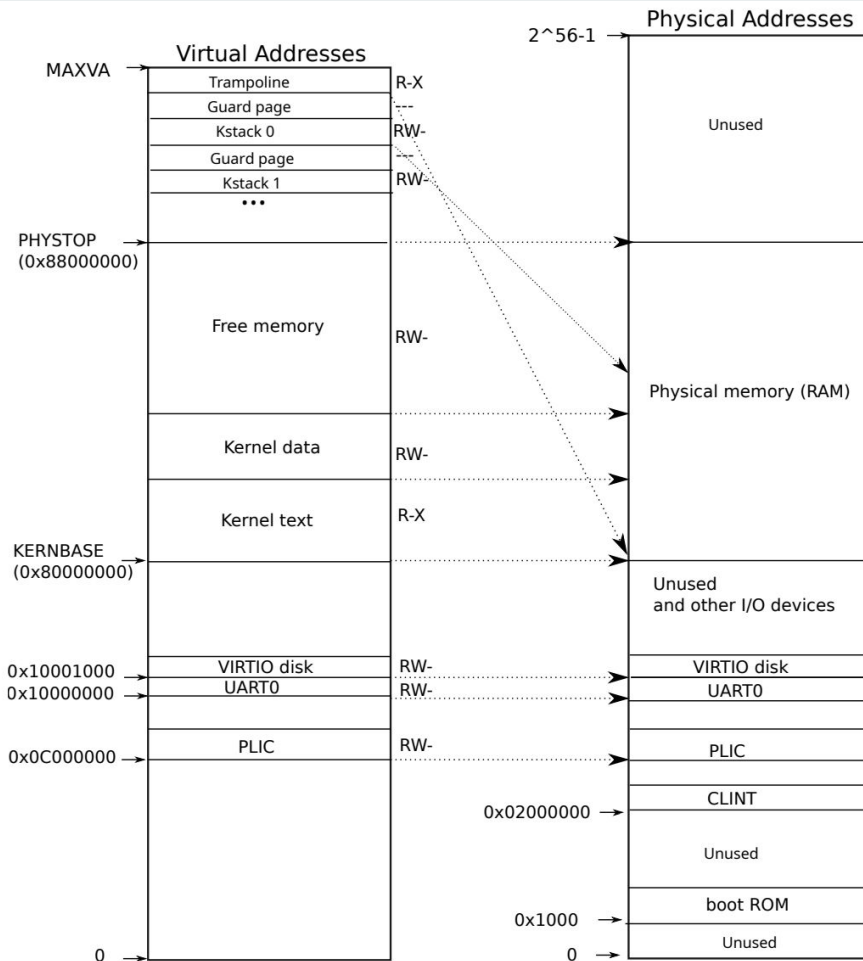 Physical Addresses
2^56-1
Virtual Addresses
MAXVA
Trampoline
R-X
Guard page
---
Unused
Kstack 0
RW-
Guard page
---
Kstack 1
RW-
•••
PHYSTOP
(0x88000000)
Free memory
RW-
Physical memory (RAM)
Kernel data
RW-
Kernel text
R-X
KERNBASE
(0x80000000)
Unused
and other I/O devices
0x10001000
VIRTIO disk
RW-
VIRTIO disk
0x10000000
UART0
RW-
UART0
0x0C000000
PLIC
RW-
PLIC
CLINT
0x02000000
Unused
boot ROM
0x1000
Unused
0
0